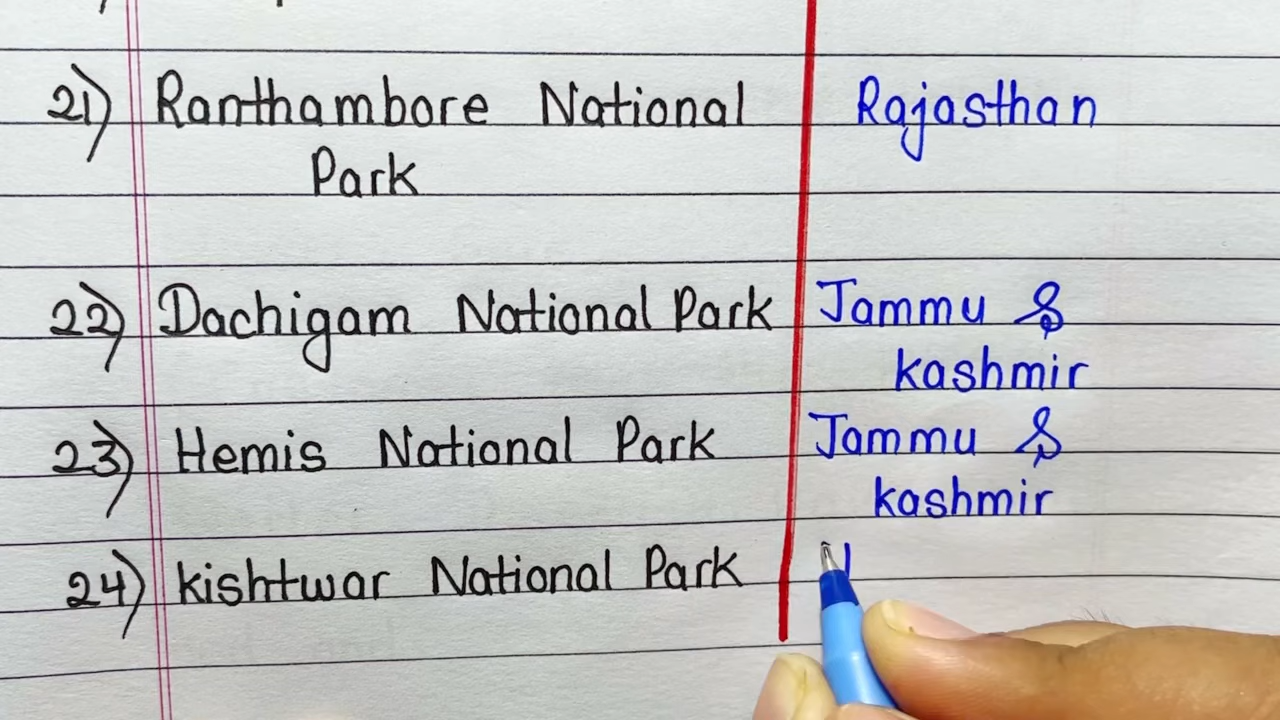 21) Ranthambore National Rajasthan
Park
22) Dachigam National Park Jammu &
kashmir
23) Hemis National Park Jammu &
kashmir
24) kishtwar National Park